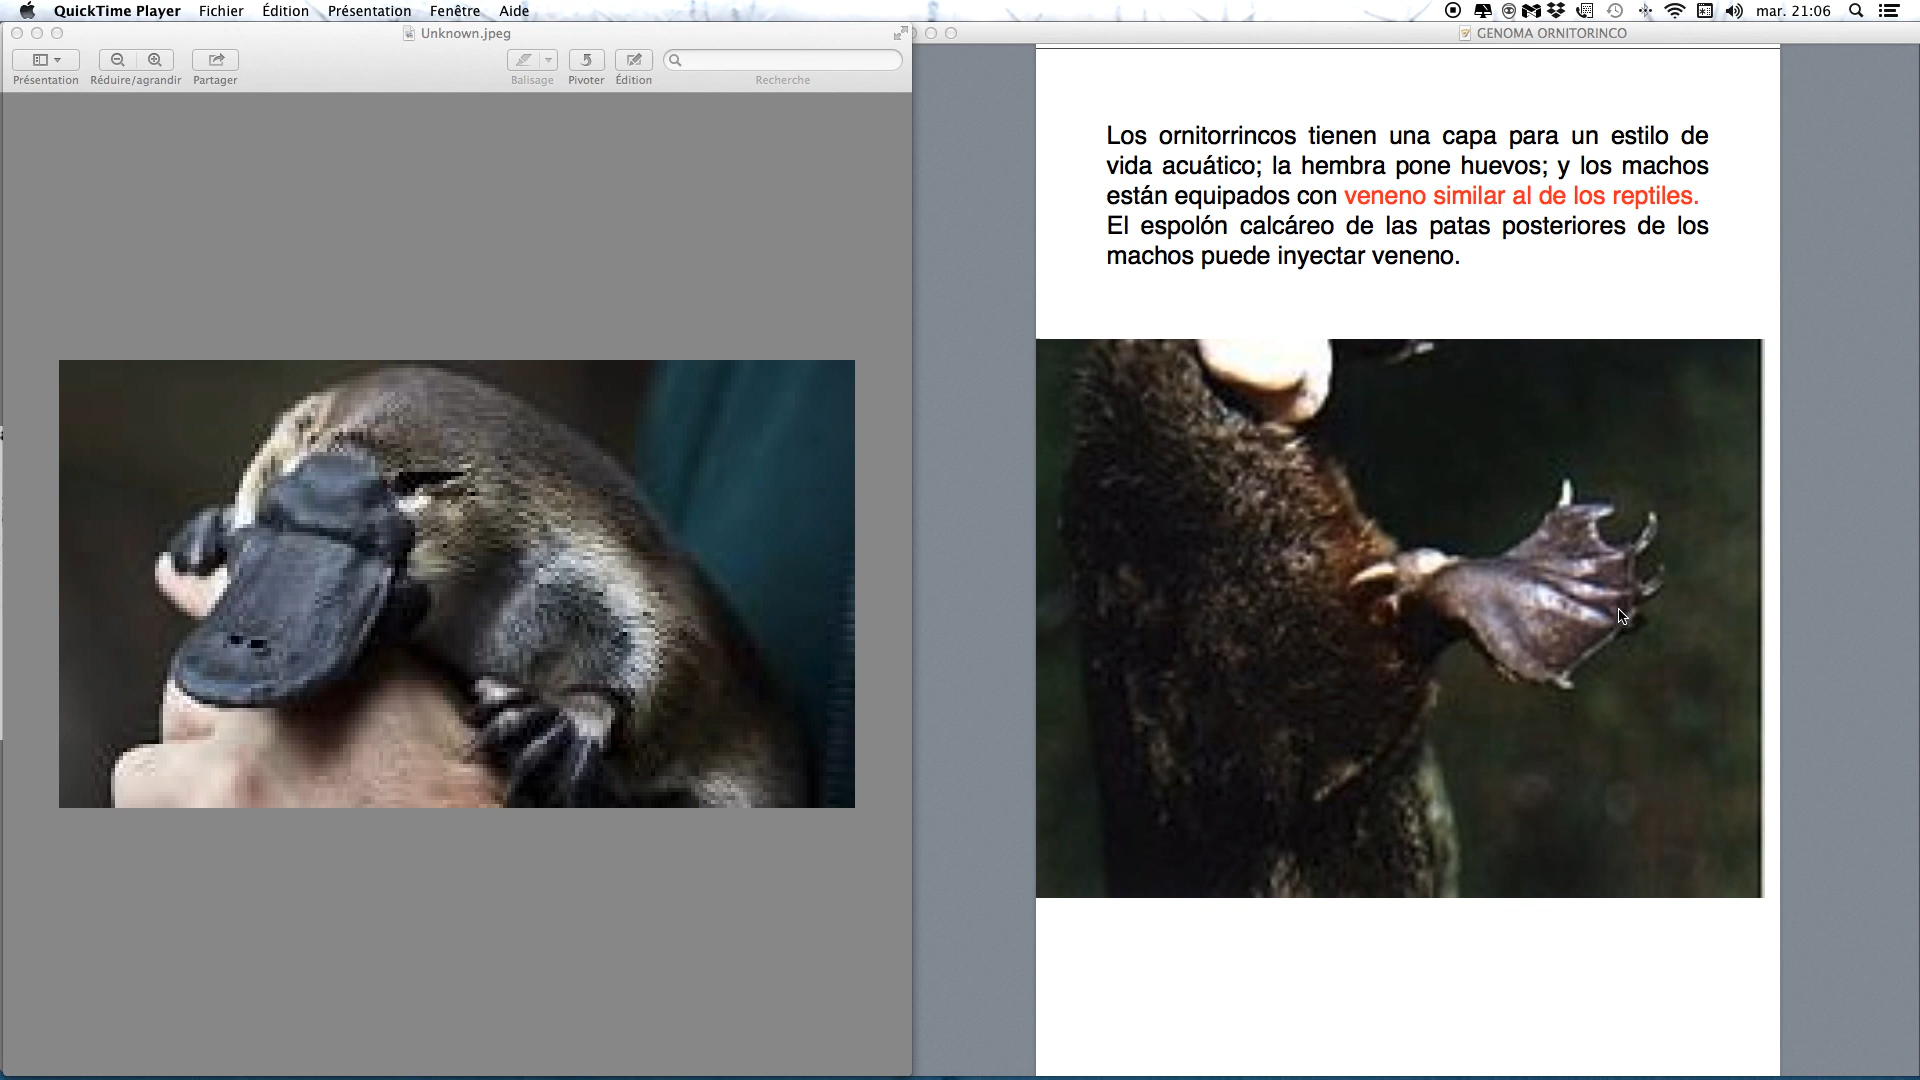 QuickTime Player Fichier Édition Présentation Fenêtre Aide
mar. 21:06
Unknown.jpeg
Présentation Réduire/agrandir Partager Balisage Pivoter Édition Recherche
GENOMA ORNITORINCO
Los ornitorrincos tienen una capa para un estilo de
vida acuático; la hembra pone huevos; y los machos
están equipados con veneno similar al de los reptiles.
El espolón calcáreo de las patas posteriores de los
machos puede inyectar veneno.